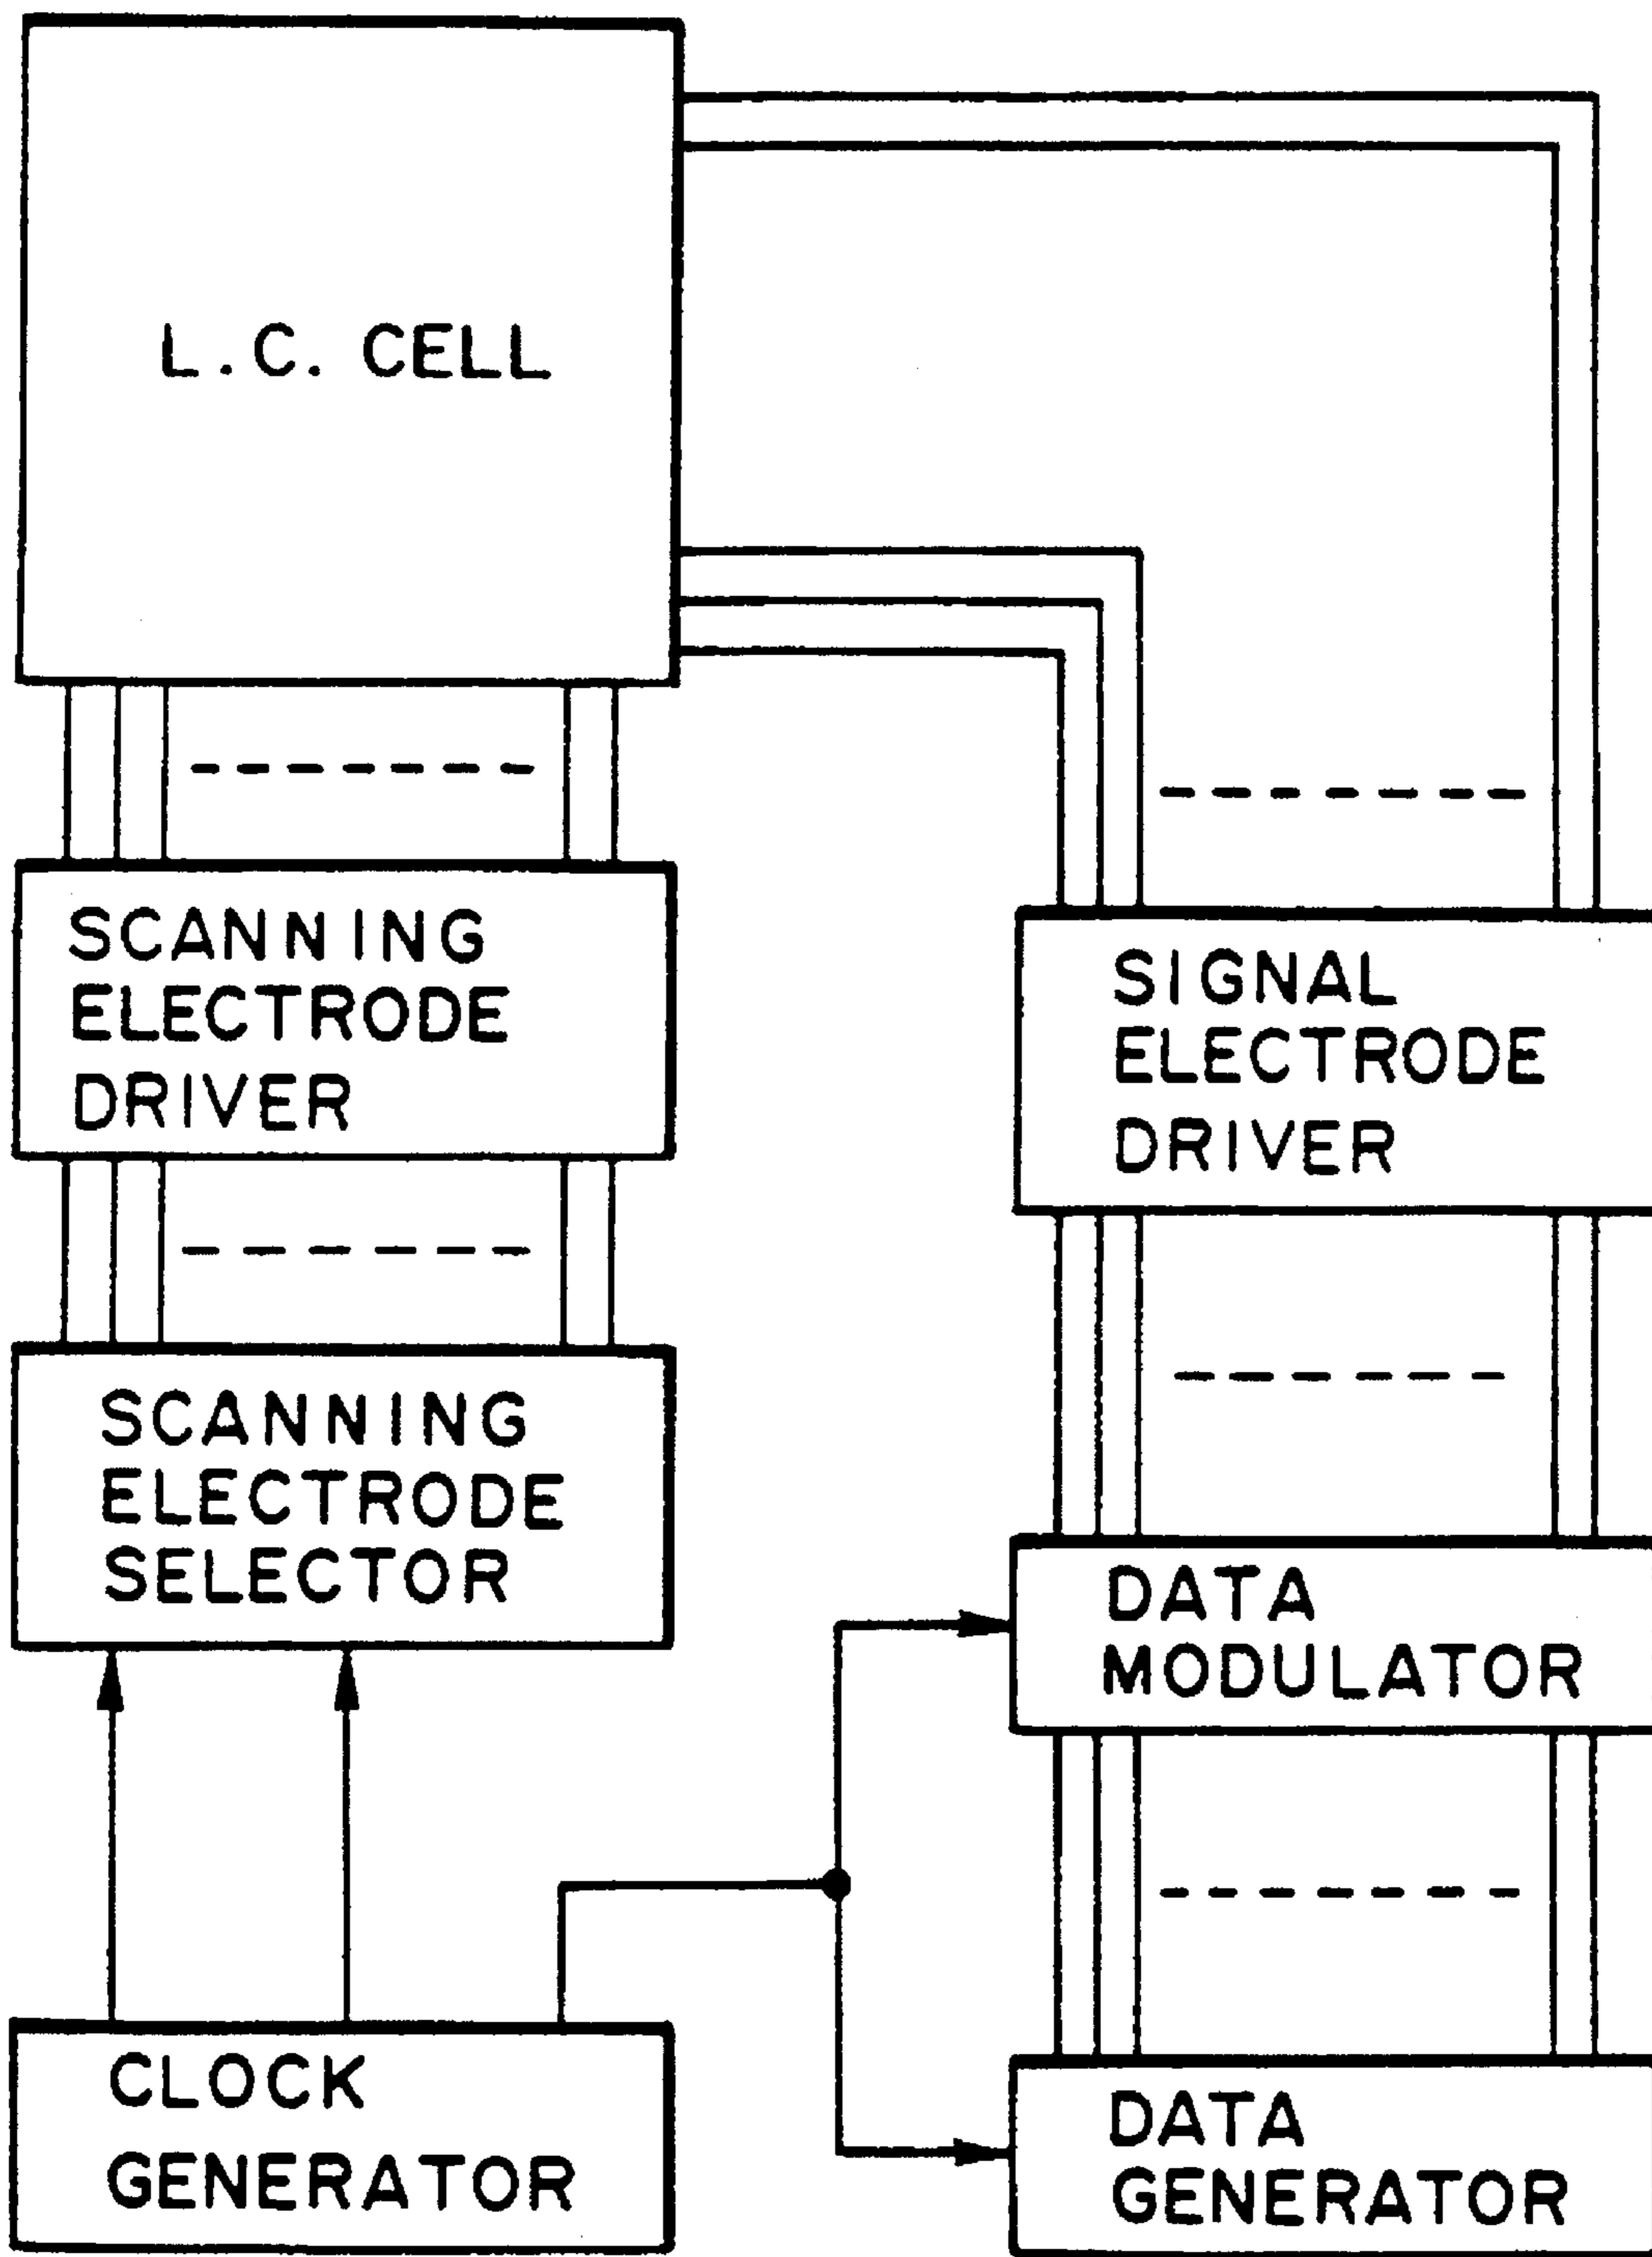 L.C. CELL
SCANNING
ELECTRODE
DRIVER
SIGNAL
ELECTRODE
DRIVER
SCANNING
ELECTRODE
SELECTOR
DATA
MODULATOR
CLOCK
GENERATOR
DATA
GENERATOR